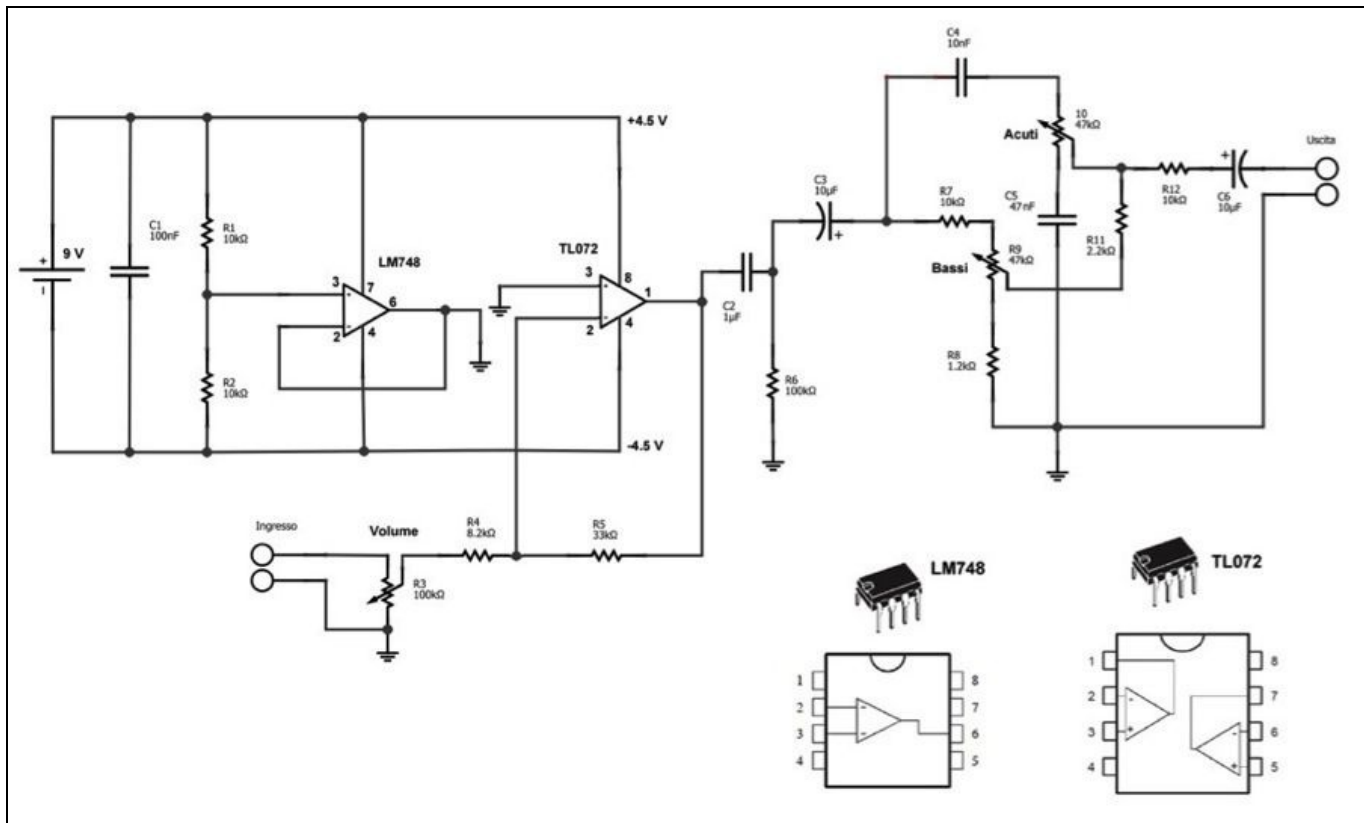 C4
10nF
+4.5 V
10
47kΩ
Acuti
Uscita
C3
10µF
+
R7
10kΩ
C5
47nF
R12
10kΩ
+
C6
10µF
R11
2.2kΩ
R9
47kΩ
Bassi
R8
1.2kΩ
+
9 V
-
C1
100nF
R1
10kΩ
R2
10kΩ
LM748
3
7
6
2
4
-
-
TL072
3
8
1
2
4
-
-
C2
1µF
R6
100kΩ
-4.5 V
Ingresso
Volume
R4
8.2kΩ
R5
33kΩ
R3
100kΩ
LM748
1
2
3
4
8
7
6
5
-
-
TL072
1
2
3
4
8
7
6
5
-
+
-
+